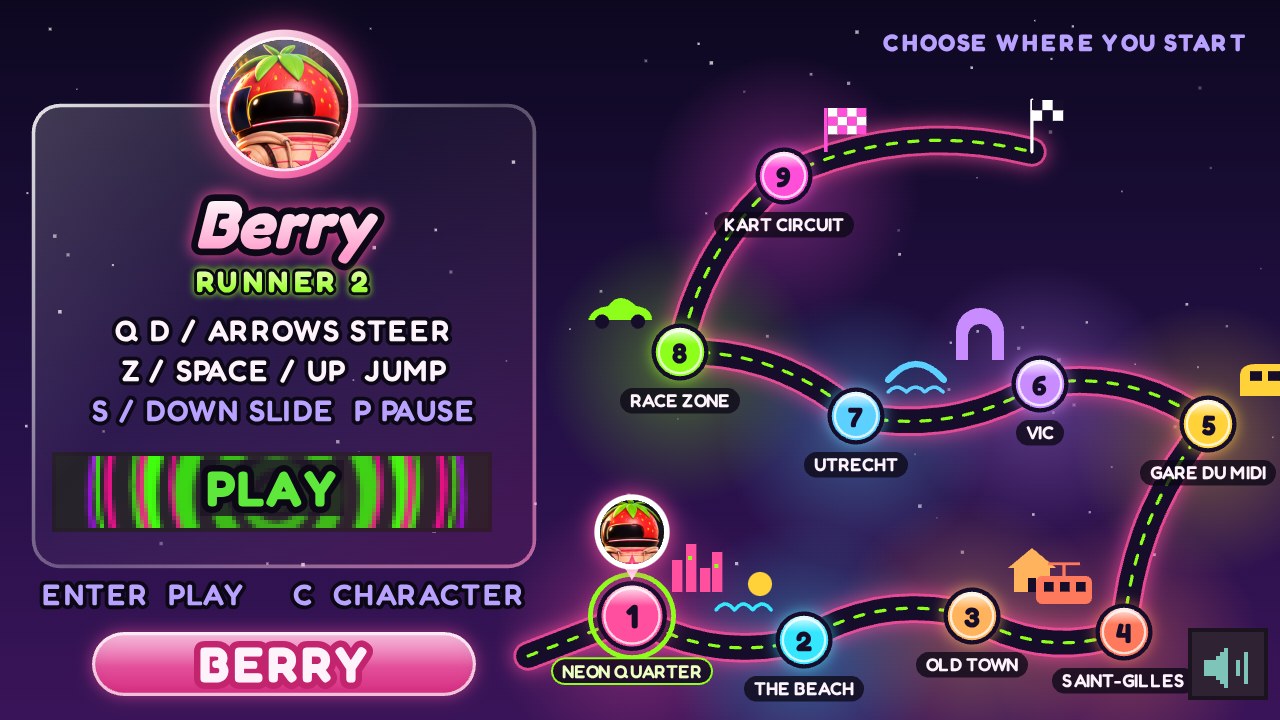 CHOOSE WHERE YOU START
Berry
RUNNER 2
Q D / ARROWS STEER
Z / SPACE / UP JUMP
S / DOWN SLIDE P PAUSE
PLAY
ENTER PLAY C CHARACTER
BERRY
9
KART CIRCUIT
8
RACE ZONE
7
UTRECHT
6
VIC
5
GARE DU MIDI
1
NEON QUARTER
2
THE BEACH
3
OLD TOWN
4
SAINT-GILLES